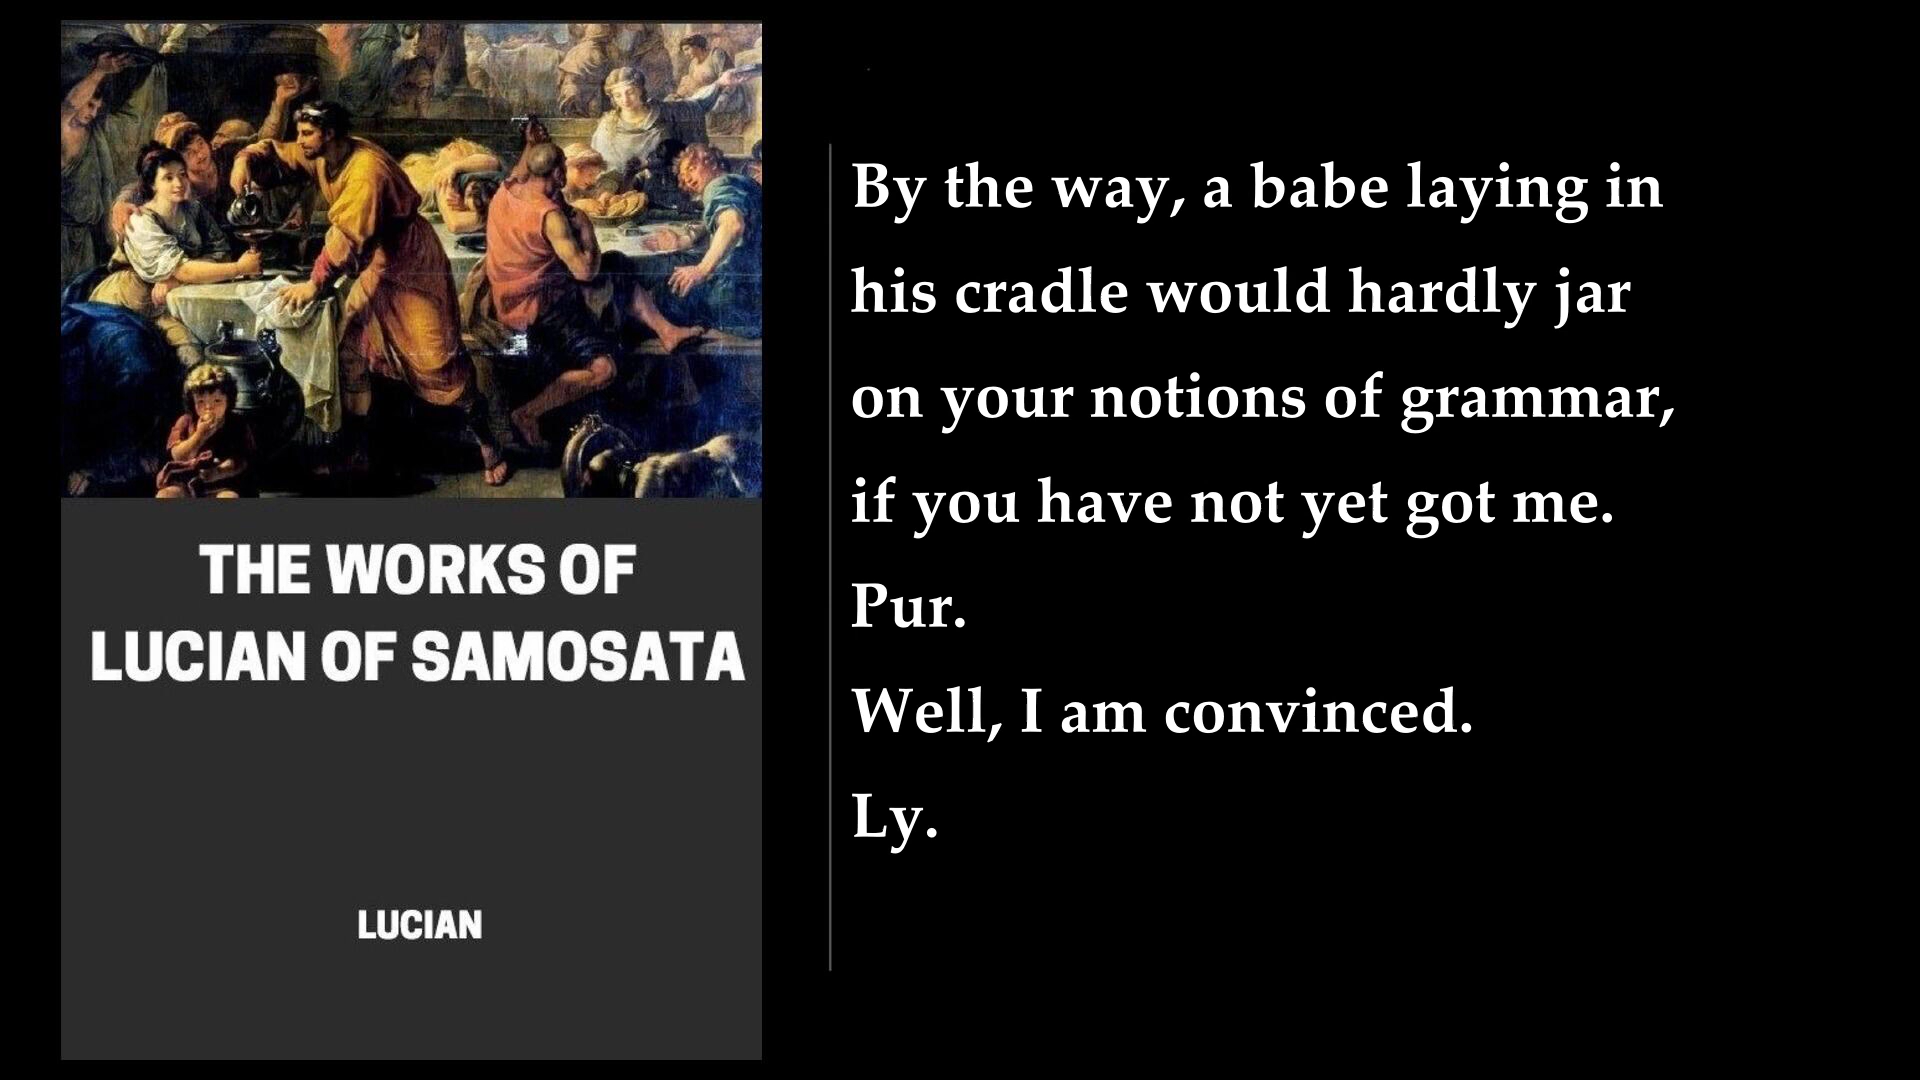 THE WORKS OF
LUCIAN OF SAMOSATA
LUCIAN
By the way, a babe laying in
his cradle would hardly jar
on your notions of grammar,
if you have not yet got me.
Pur.
Well, I am convinced.
Ly.